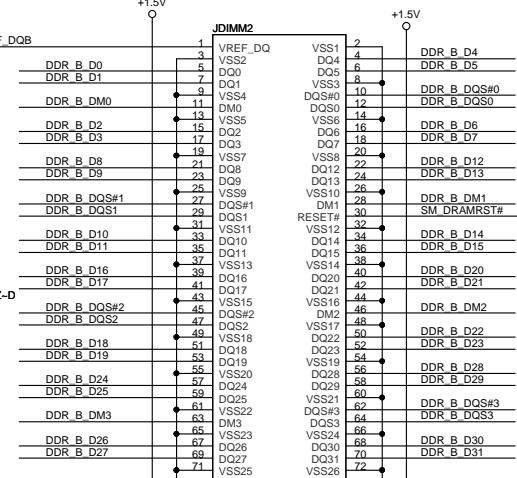 +1.5V
+1.5V
JDIMM2
_DQB 1 VREF_DQ VSS1 2
3 VSS2 DQ4 4 DDR_B_D4
DDR_B_D0 5 DQ0 DQ5 6 DDR_B_D5
DDR_B_D1 7 DQ1 VSS3 8
9 VSS4 DQS#0 10 DDR_B_DQS#0
DDR_B_DM0 11 DM0 DQS0 12 DDR_B_DQS0
13 VSS5 VSS6 14
DDR_B_D2 15 DQ2 DQ6 16 DDR_B_D6
DDR_B_D3 17 DQ3 DQ7 18 DDR_B_D7
19 VSS7 VSS8 20
DDR_B_D8 21 DQ8 DQ12 22 DDR_B_D12
DDR_B_D9 23 DQ9 DQ13 24 DDR_B_D13
25 VSS9 VSS10 26
DDR_B_DQS#1 27 DQS#1 DM1 28 DDR_B_DM1
DDR_B_DQS1 29 DQS1 RESET# 30 SM_DRAMRST#
31 VSS11 VSS12 32
DDR_B_D10 33 DQ10 DQ14 34 DDR_B_D14
DDR_B_D11 35 DQ11 DQ15 36 DDR_B_D15
37 VSS13 VSS14 38
DDR_B_D16 39 DQ16 DQ20 40 DDR_B_D20
DDR_B_D17 41 DQ17 DQ21 42 DDR_B_D21
-D 43 VSS15 VSS16 44
DDR_B_DQS#2 45 DQS#2 DM2 46 DDR_B_DM2
DDR_B_DQS2 47 DQS2 VSS17 48
49 VSS18 DQ22 50 DDR_B_D22
DDR_B_D18 51 DQ18 DQ23 52 DDR_B_D23
DDR_B_D19 53 DQ19 VSS19 54
55 VSS20 DQ28 56 DDR_B_D28
DDR_B_D24 57 DQ24 DQ29 58 DDR_B_D29
DDR_B_D25 59 DQ25 VSS21 60
61 VSS22 DQS#3 62 DDR_B_DQS#3
DDR_B_DM3 63 DM3 DQS3 64 DDR_B_DQS3
65 VSS23 VSS24 66
DDR_B_D26 67 DQ26 DQ30 68 DDR_B_D30
DDR_B_D27 69 DQ27 DQ31 70 DDR_B_D31
71 VSS25 VSS26 72